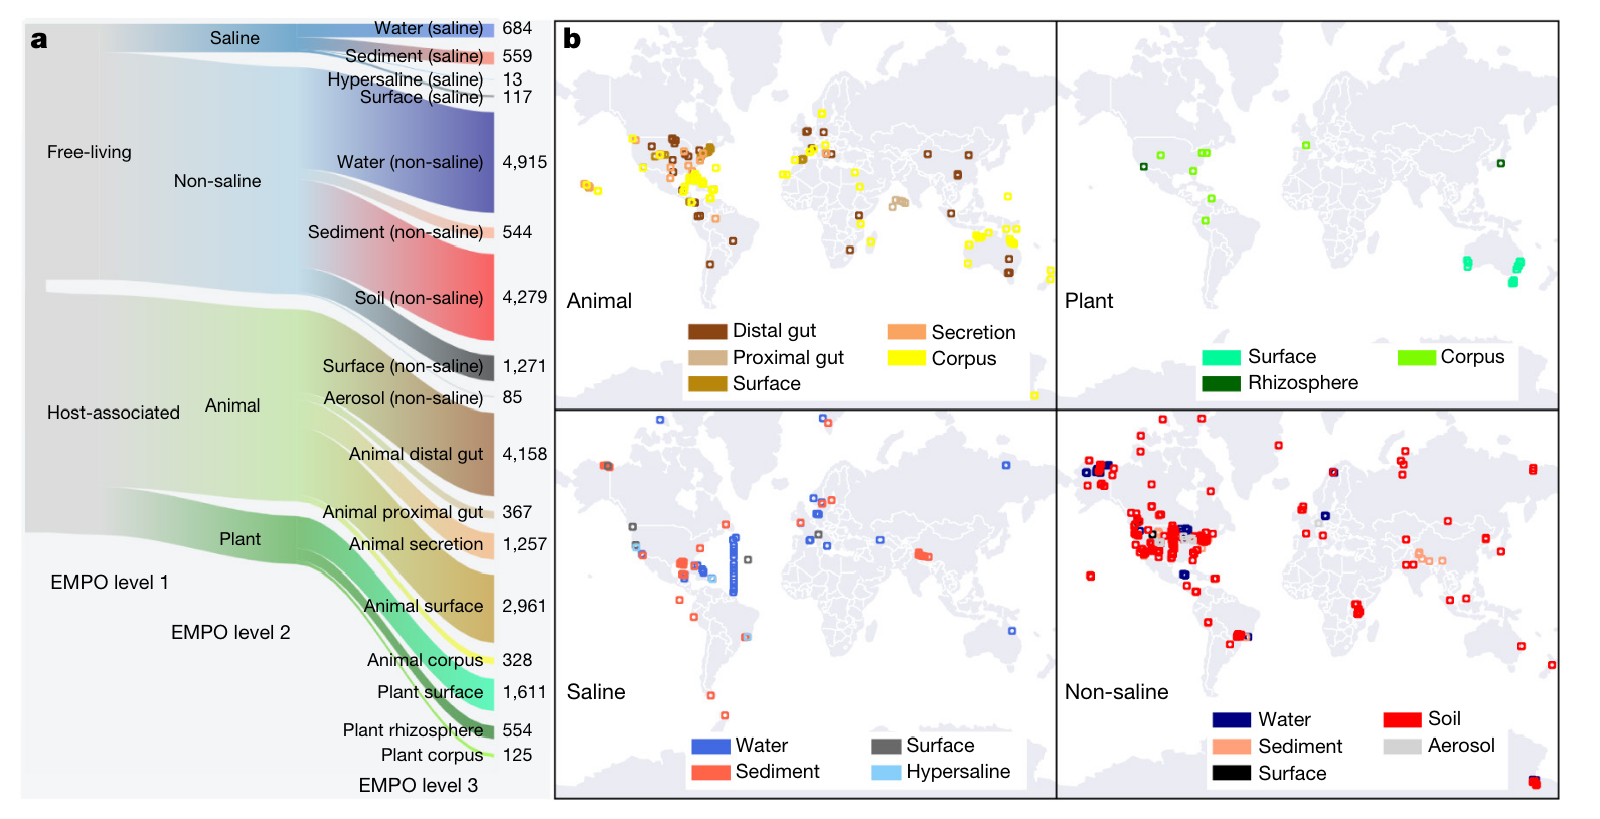 a
Free-living
Host-associated
EMPO level 1
Saline
Non-saline
Animal
Plant
EMPO level 2
Water (saline) 684
Sediment (saline) 559
Hypersaline (saline) 13
Surface (saline) 117
Water (non-saline) 4,915
Sediment (non-saline) 544
Soil (non-saline) 4,279
Surface (non-saline) 1,271
Aerosol (non-saline) 85
Animal distal gut 4,158
Animal proximal gut 367
Animal secretion 1,257
Animal surface 2,961
Animal corpus 328
Plant surface 1,611
Plant rhizosphere 554
Plant corpus 125
EMPO level 3
b
Animal
Distal gut
Proximal gut
Surface
Secretion
Corpus
Plant
Surface
Rhizosphere
Corpus
Saline
Water
Sediment
Surface
Hypersaline
Non-saline
Water
Sediment
Surface
Soil
Aerosol